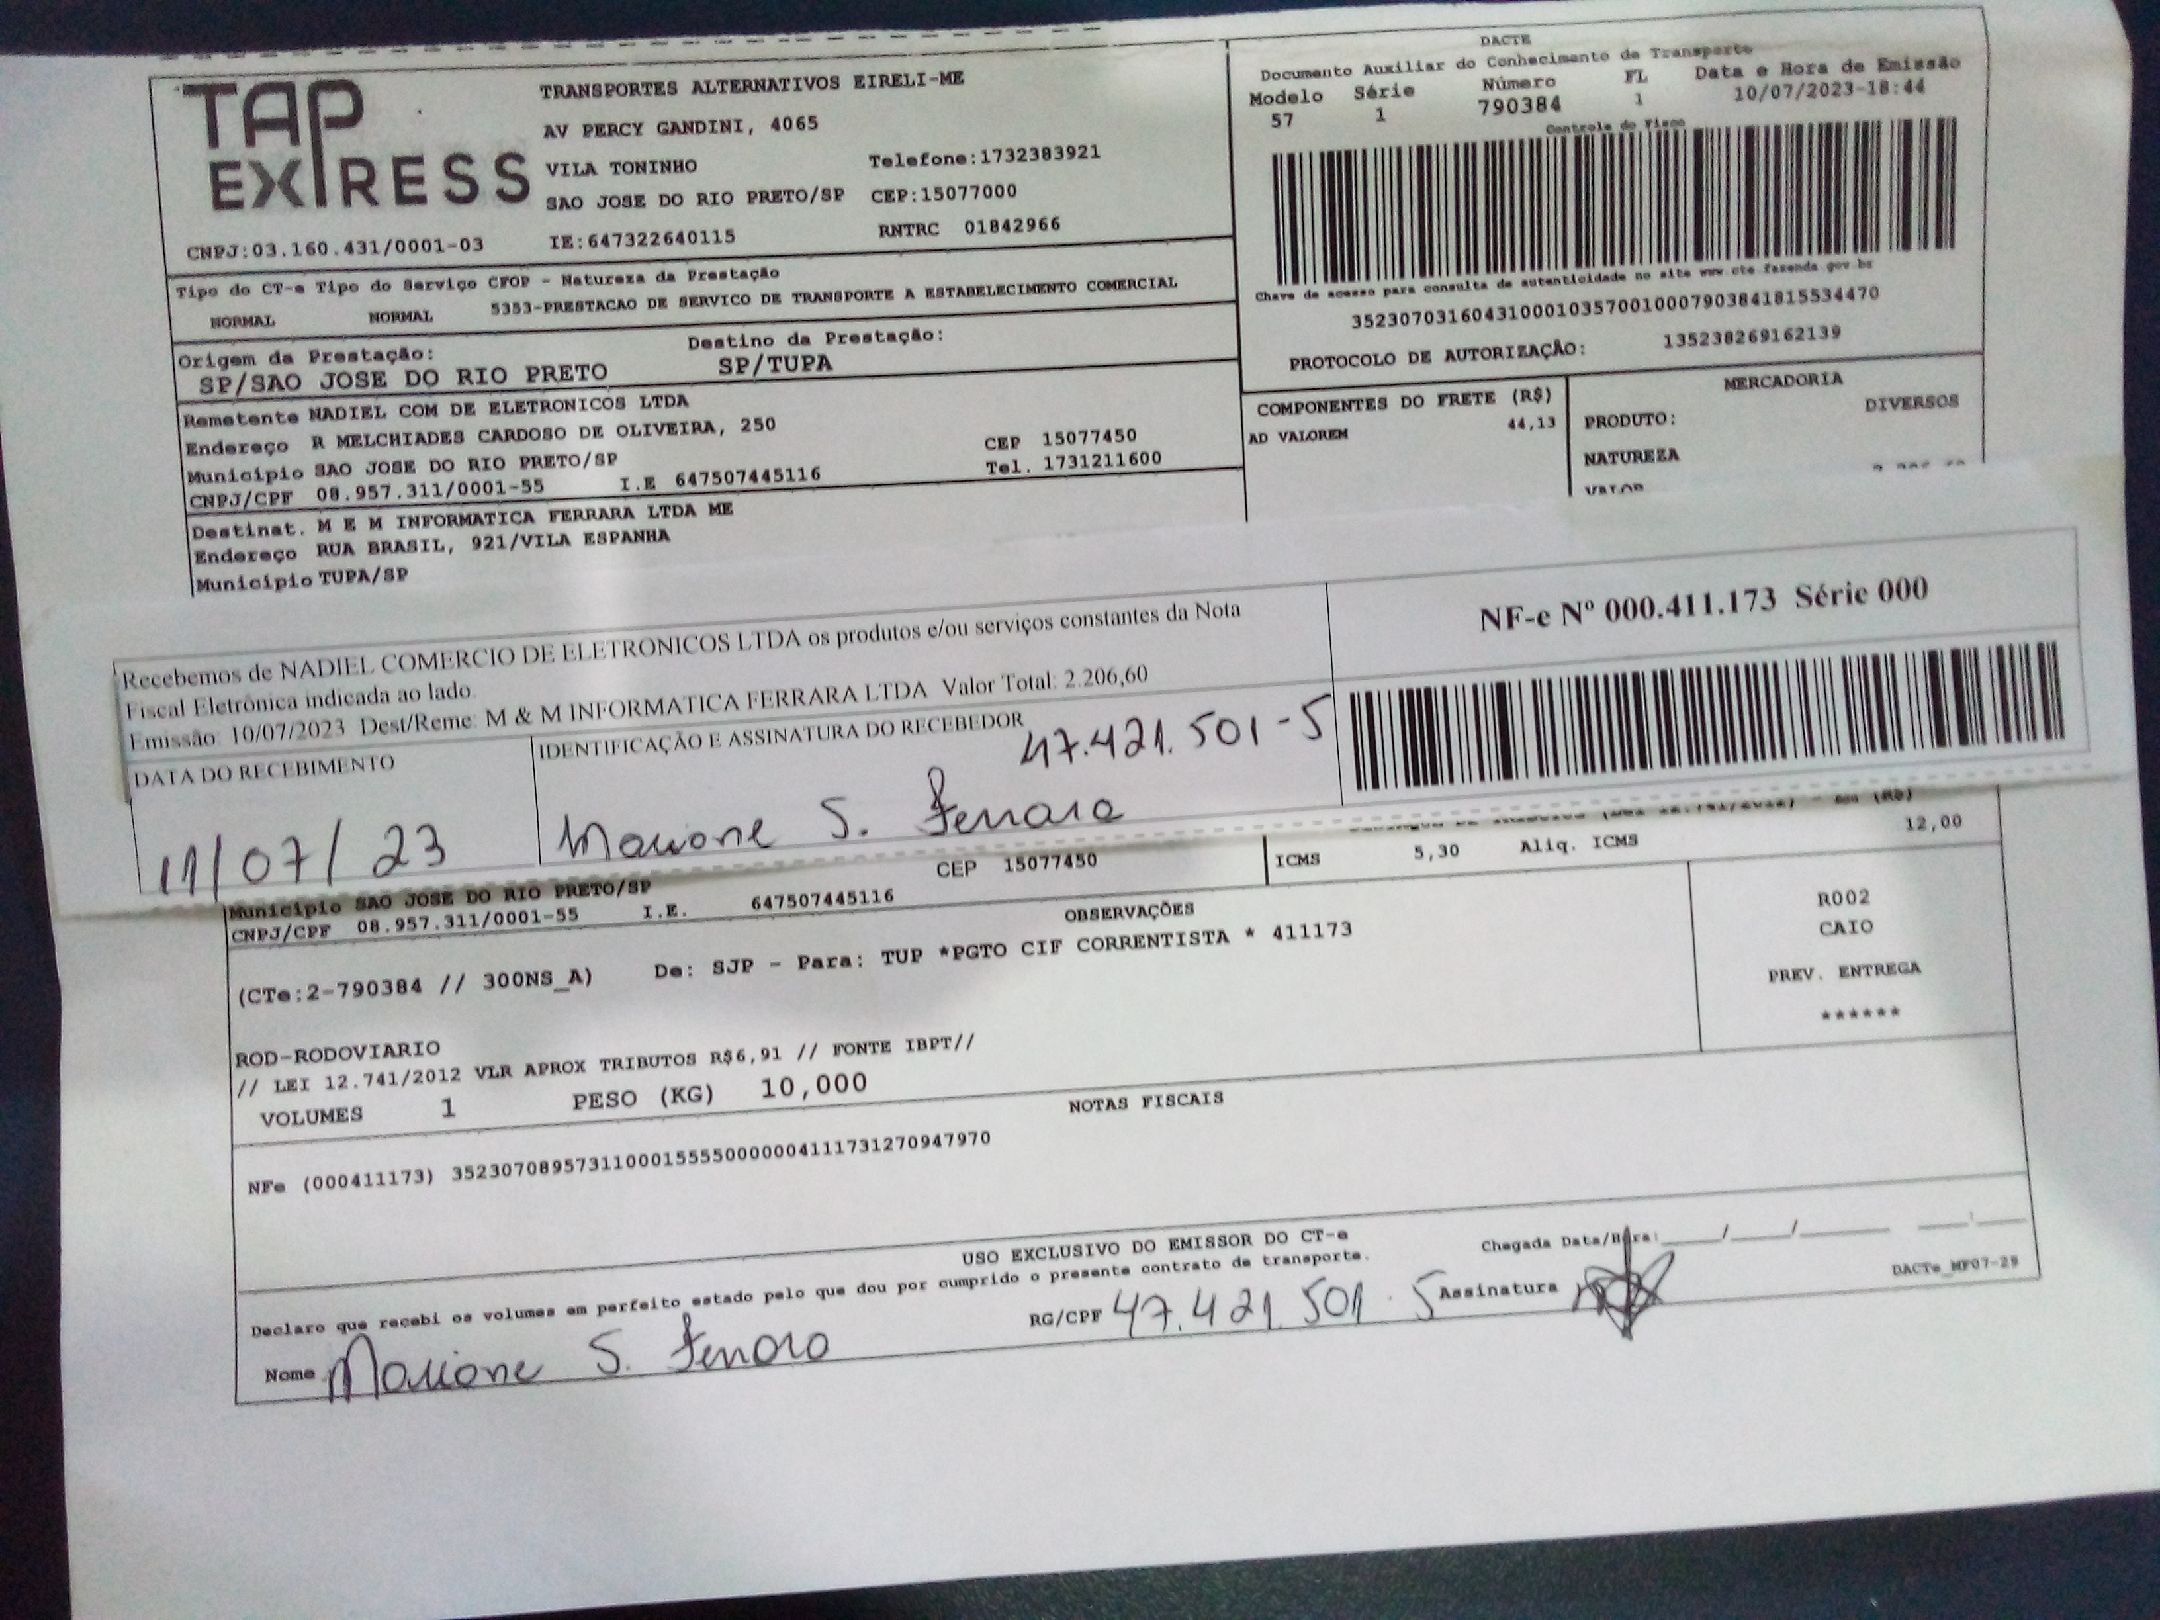 TAP EXPRESS
TRANSPORTES ALTERNATIVOS EIRELI-ME
AV PERCY GANDINI, 4065
VILA TONINHO Telefone:1732383921
SAO JOSE DO RIO PRETO/SP CEP:15077000
CNPJ:03.160.431/0001-03 IE:647322640115 RNTRC 01842966
DACTE
Documento Auxiliar do Conhecimento de Transporte
Modelo Série Número FL Data e Hora de Emissão
57 1 790384 1 10/07/2023-18:44
Controle do Fisco
Chave de acesso para consulta de autenticidade no site www.cte.fazenda.gov.br
35230703160431000103570010007903841815534470
PROTOCOLO DE AUTORIZAÇÃO: 135238269162139
Tipo do CT-e Tipo do Serviço CFOP - Natureza da Prestação
NORMAL NORMAL 5353-PRESTACAO DE SERVICO DE TRANSPORTE A ESTABELECIMENTO COMERCIAL
Origem da Prestação: Destino da Prestação:
SP/SAO JOSE DO RIO PRETO SP/TUPA
Remetente NADIEL COM DE ELETRONICOS LTDA
Endereço R MELCHIADES CARDOSO DE OLIVEIRA, 250
Municipio SAO JOSE DO RIO PRETO/SP CEP 15077450
CNPJ/CPF 08.957.311/0001-55 I.E 647507445116 Tel. 1731211600
COMPONENTES DO FRETE (R$)
AD VALOREM 44,13
MERCADORIA
PRODUTO: DIVERSOS
NATUREZA
VALOR
Destinat. M E M INFORMATICA FERRARA LTDA ME
Endereço RUA BRASIL, 921/VILA ESPANHA
Município TUPA/SP
Recebemos de NADIEL COMERCIO DE ELETRONICOS LTDA os produtos e/ou serviços constantes da Nota
Fiscal Eletrônica indicada ao lado.
Emissão: 10/07/2023 Dest/Reme: M & M INFORMATICA FERRARA LTDA Valor Total: 2.206,60
NF-e Nº 000.411.173 Série 000
DATA DO RECEBIMENTO
IDENTIFICAÇÃO E ASSINATURA DO RECEBEDOR
47.421.501-5
11/07/23
Mariane S. Ferrara
ICMS 5,30 Aliq. ICMS 12,00
Município SAO JOSE DO RIO PRETO/SP CEP 15077450
CNPJ/CPF 08.957.311/0001-55 I.E. 647507445116
OBSERVAÇÕES
(CTe:2-790384 // 300NS_A) De: SJP - Para: TUP *PGTO CIF CORRENTISTA * 411173
R002
CAIO
PREV. ENTREGA
******
ROD-RODOVIARIO
// LEI 12.741/2012 VLR APROX TRIBUTOS R$6,91 // FONTE IBPT//
VOLUMES 1 PESO (KG) 10,000
NOTAS FISCAIS
NFe (000411173) 35230708957311000155550000004111731270947970
USO EXCLUSIVO DO EMISSOR DO CT-e
Declaro que recebi os volumes em perfeito estado pelo que dou por cumprido o presente contrato de transporte.
Chegada Data/Hora:
Nome Mariane S. Ferrara RG/CPF 47.421.501.5 Assinatura
DACTe_MF07-29